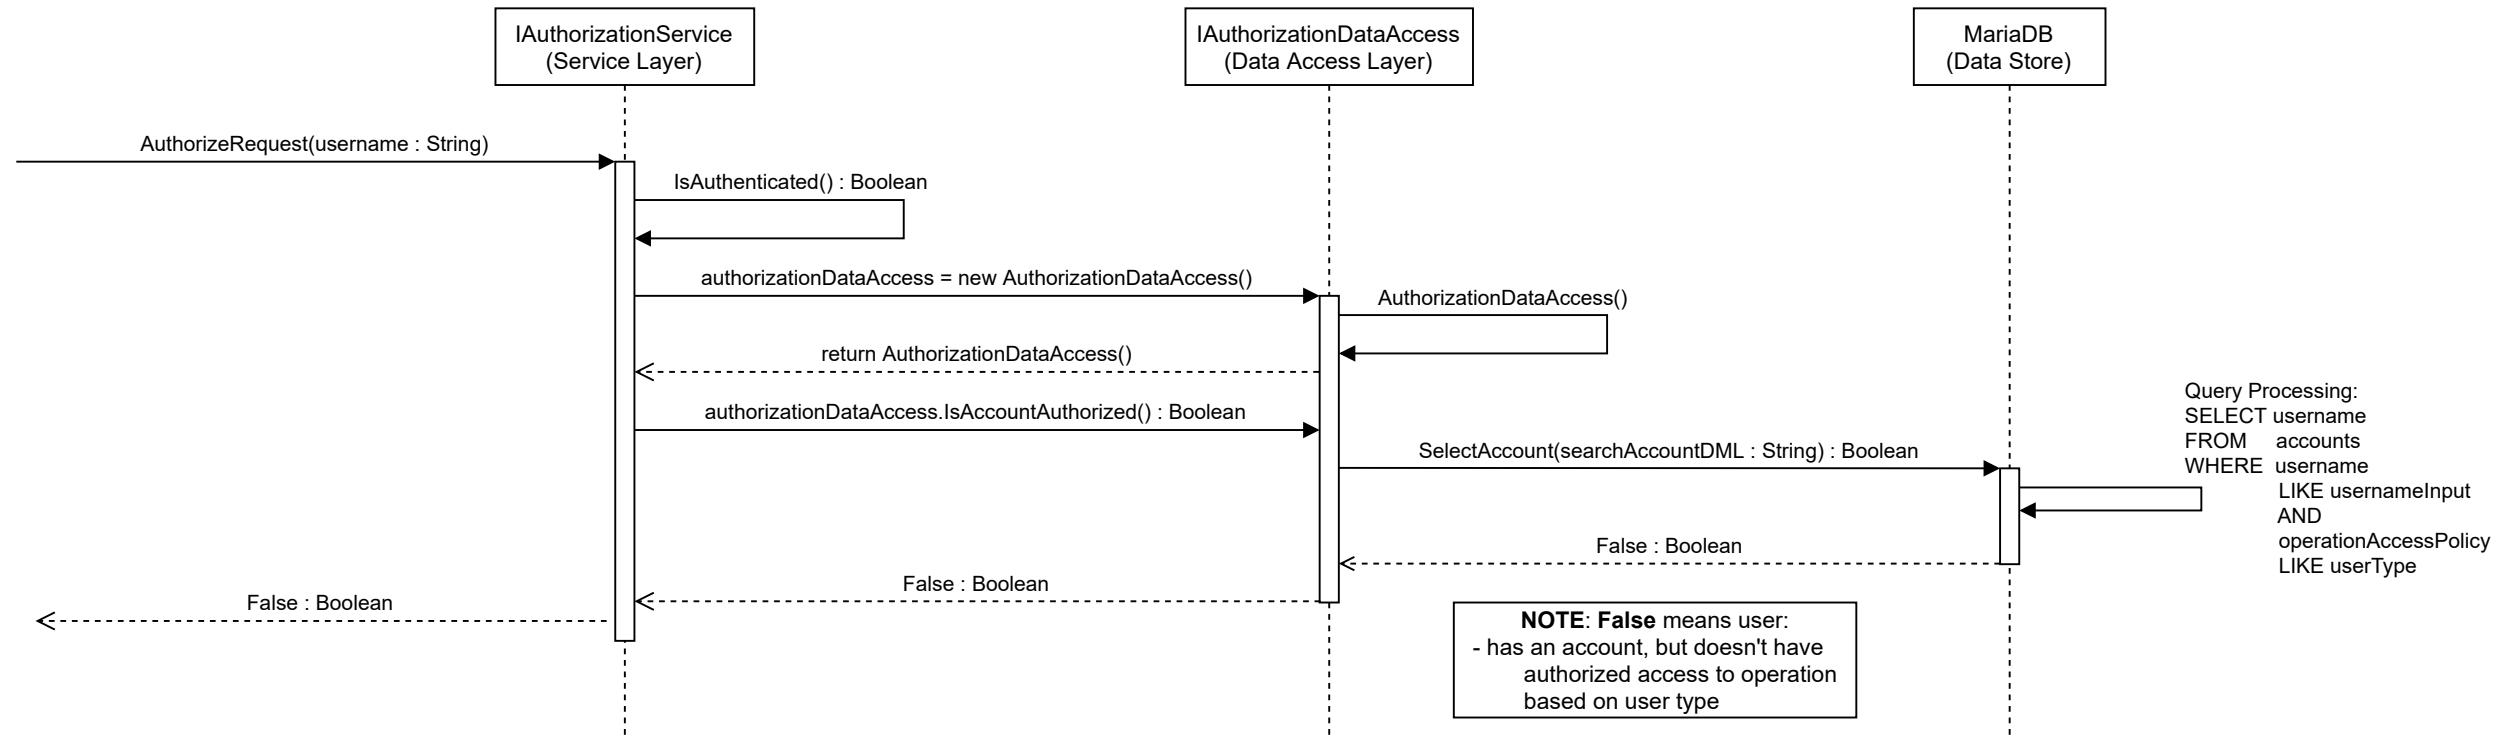 IAuthorizationService
(Service Layer)
IAuthorizationDataAccess
(Data Access Layer)
MariaDB
(Data Store)
AuthorizeRequest(username : String)
IsAuthenticated() : Boolean
authorizationDataAccess = new AuthorizationDataAccess()
AuthorizationDataAccess()
return AuthorizationDataAccess()
authorizationDataAccess.IsAccountAuthorized() : Boolean
SelectAccount(searchAccountDML : String) : Boolean
Query Processing:
SELECT username
FROM accounts
WHERE username
LIKE usernameInput
AND
operationAccessPolicy
LIKE userType
False : Boolean
False : Boolean
False : Boolean
NOTE: False means user:
- has an account, but doesn't have
authorized access to operation
based on user type